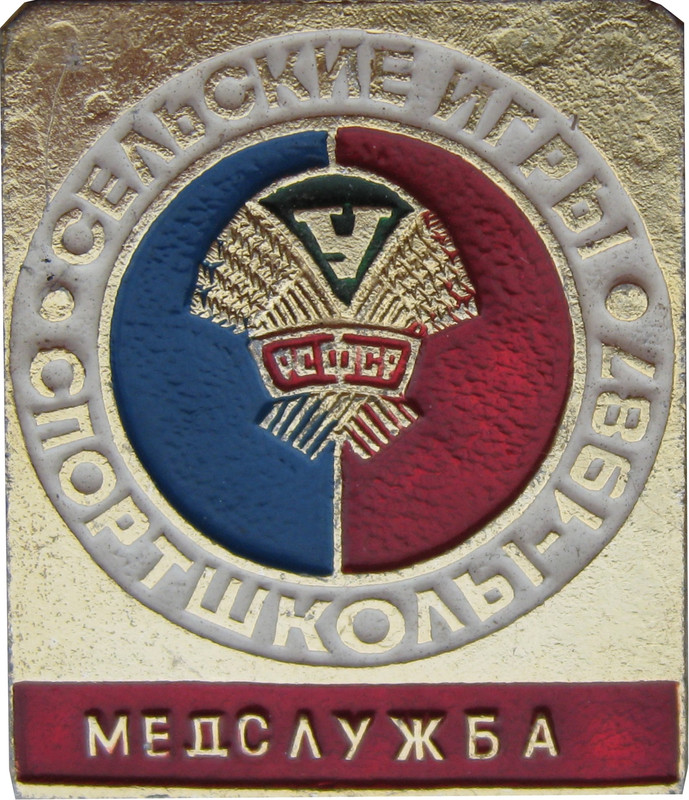 СЕЛЬСКИЕ ИГРЫ
СПОРТШКОЛЫ-1987
У
РСФСР
МЕДСЛУЖБА